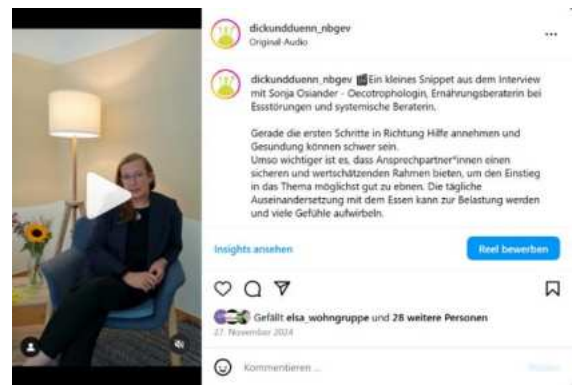 dickundduenn_nbgev
Original-Audio
dickundduenn_nbgev 🎬Ein kleines Snippet aus dem Interview
mit Sonja Osiander - Oecotrophologin, Ernährungsberaterin bei
Essstörungen und systemische Beraterin.
Gerade die ersten Schritte in Richtung Hilfe annehmen und
Gesundung können schwer sein.
Umso wichtiger ist es, dass Ansprechpartner*innen einen
sicheren und wertschätzenden Rahmen bieten, um den Einstieg
in das Thema möglichst gut zu ebnen. Die tägliche
Auseinandersetzung mit dem Essen kann zur Belastung werden
und viele Gefühle aufwirbeln.
Insights ansehen
Reel bewerben
Gefällt elsa_wohngruppe und 28 weitere Personen
27. November 2024
Kommentieren ...